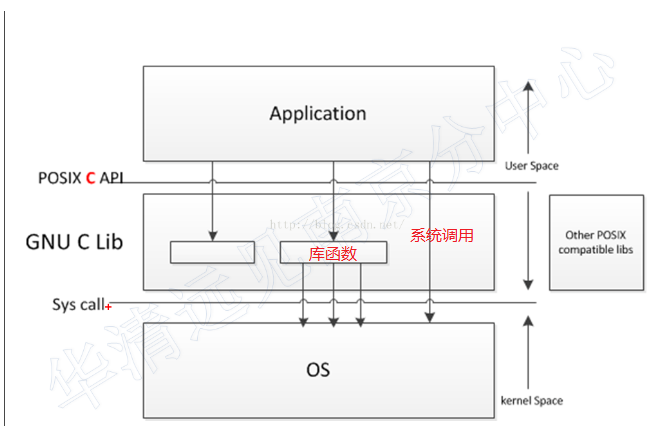 Application
User Space
POSIX C API
GNU C Lib
http://blog.csdn.net/
库函数
系统调用
Other POSIX
compatible libs
Sys call
OS
kernel Space
华清远见南京分中心